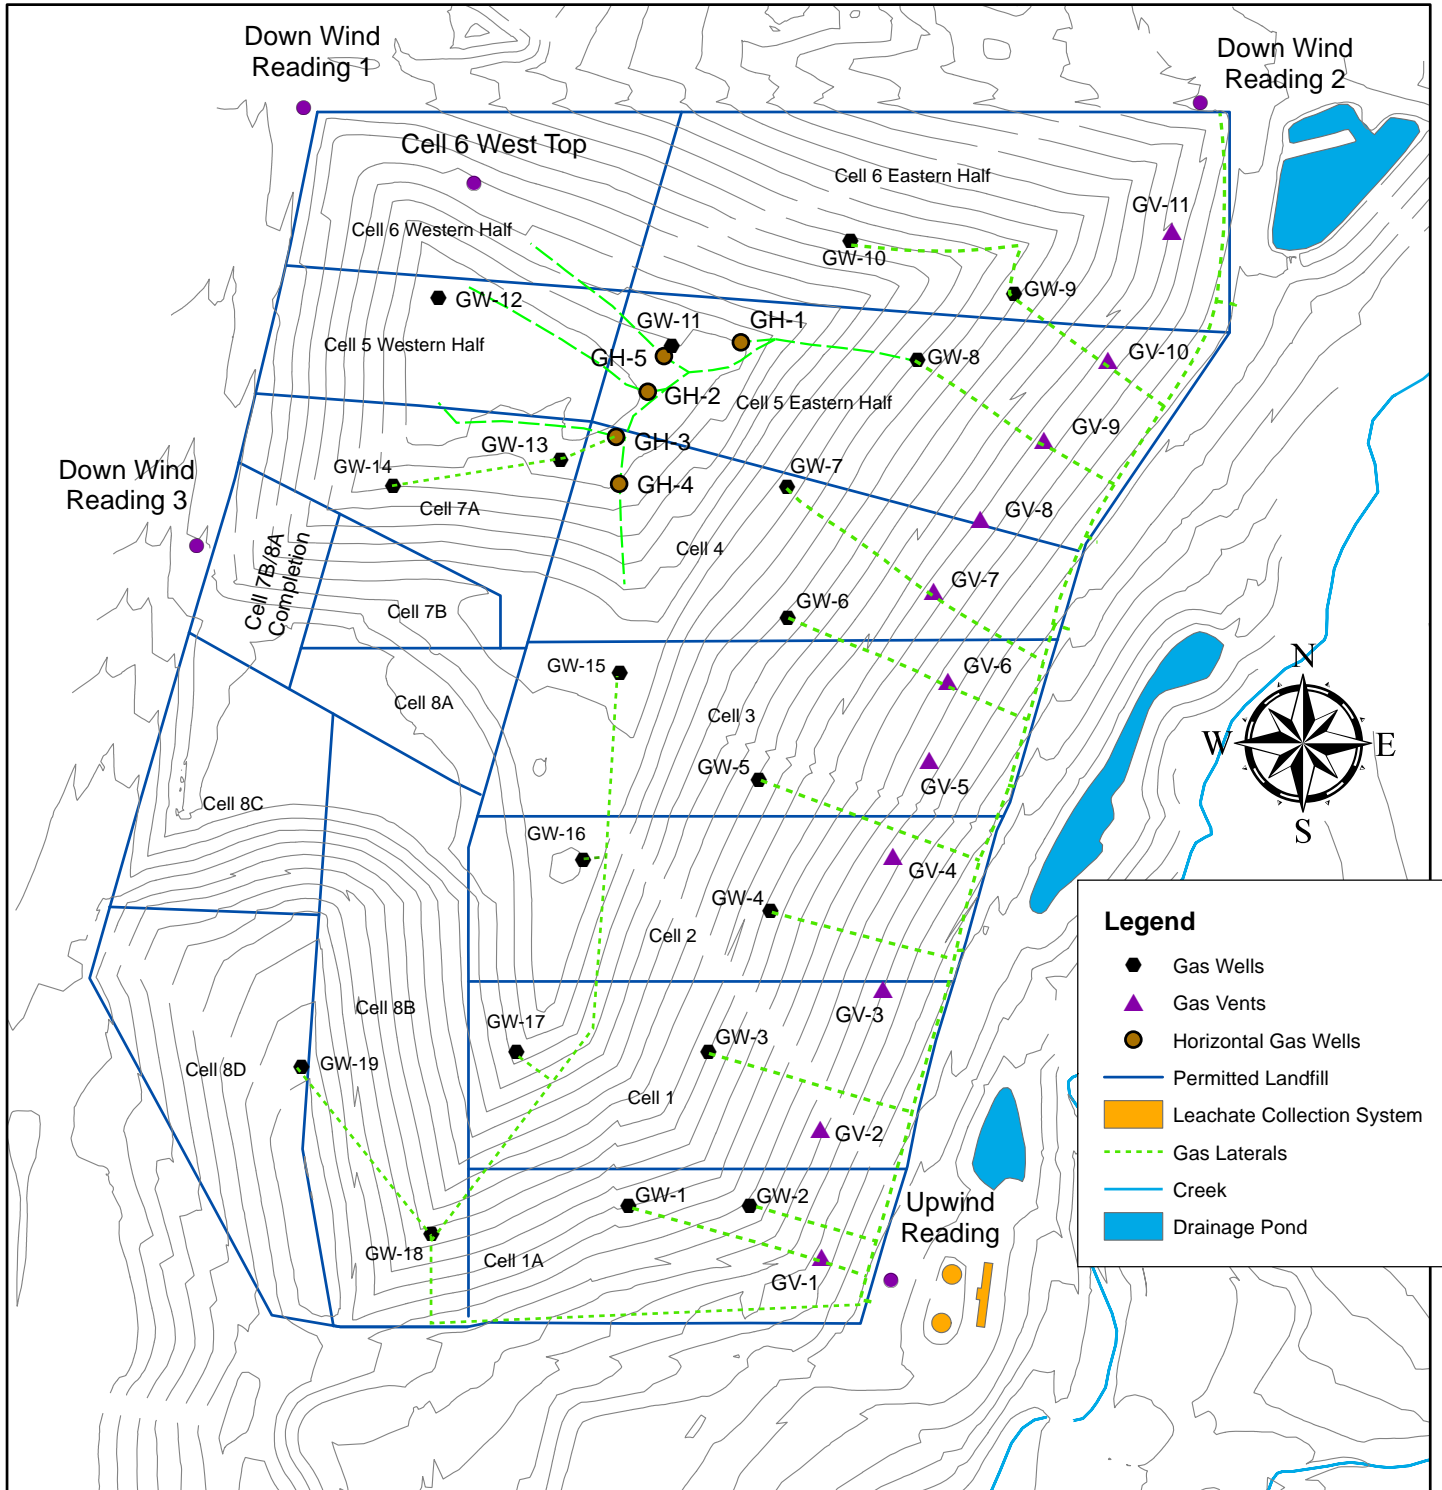 Down Wind
Reading 1
Down Wind
Reading 2
Cell 6 West Top
Cell 6 Eastern Half
GV-11
Cell 6 Western Half
GW-10
GW-9
GW-12
GW-11
GH-1
Cell 5 Western Half
GH-5
GW-8
GV-10
GH-2
Cell 5 Eastern Half
GV-9
GW-13
GH-3
Down Wind
Reading 3
GW-14
GW-7
GH-4
Cell 7A
GV-8
Cell 4
Cell 7B/8A
Completion
GV-7
Cell 7B
GW-6
GW-15
GV-6
N
Cell 8A
Cell 3
W
E
GW-5
GV-5
Cell 8C
S
GW-16
GV-4
GW-4
Cell 2
Legend
Gas Wells
Gas Vents
Horizontal Gas Wells
Permitted Landfill
Leachate Collection System
Gas Laterals
Creek
Drainage Pond
Cell 8B
GV-3
GW-17
GW-3
Cell 8D
GW-19
Cell 1
GV-2
GW-1
GW-2
Upwind
Reading
GW-18
Cell 1A
GV-1